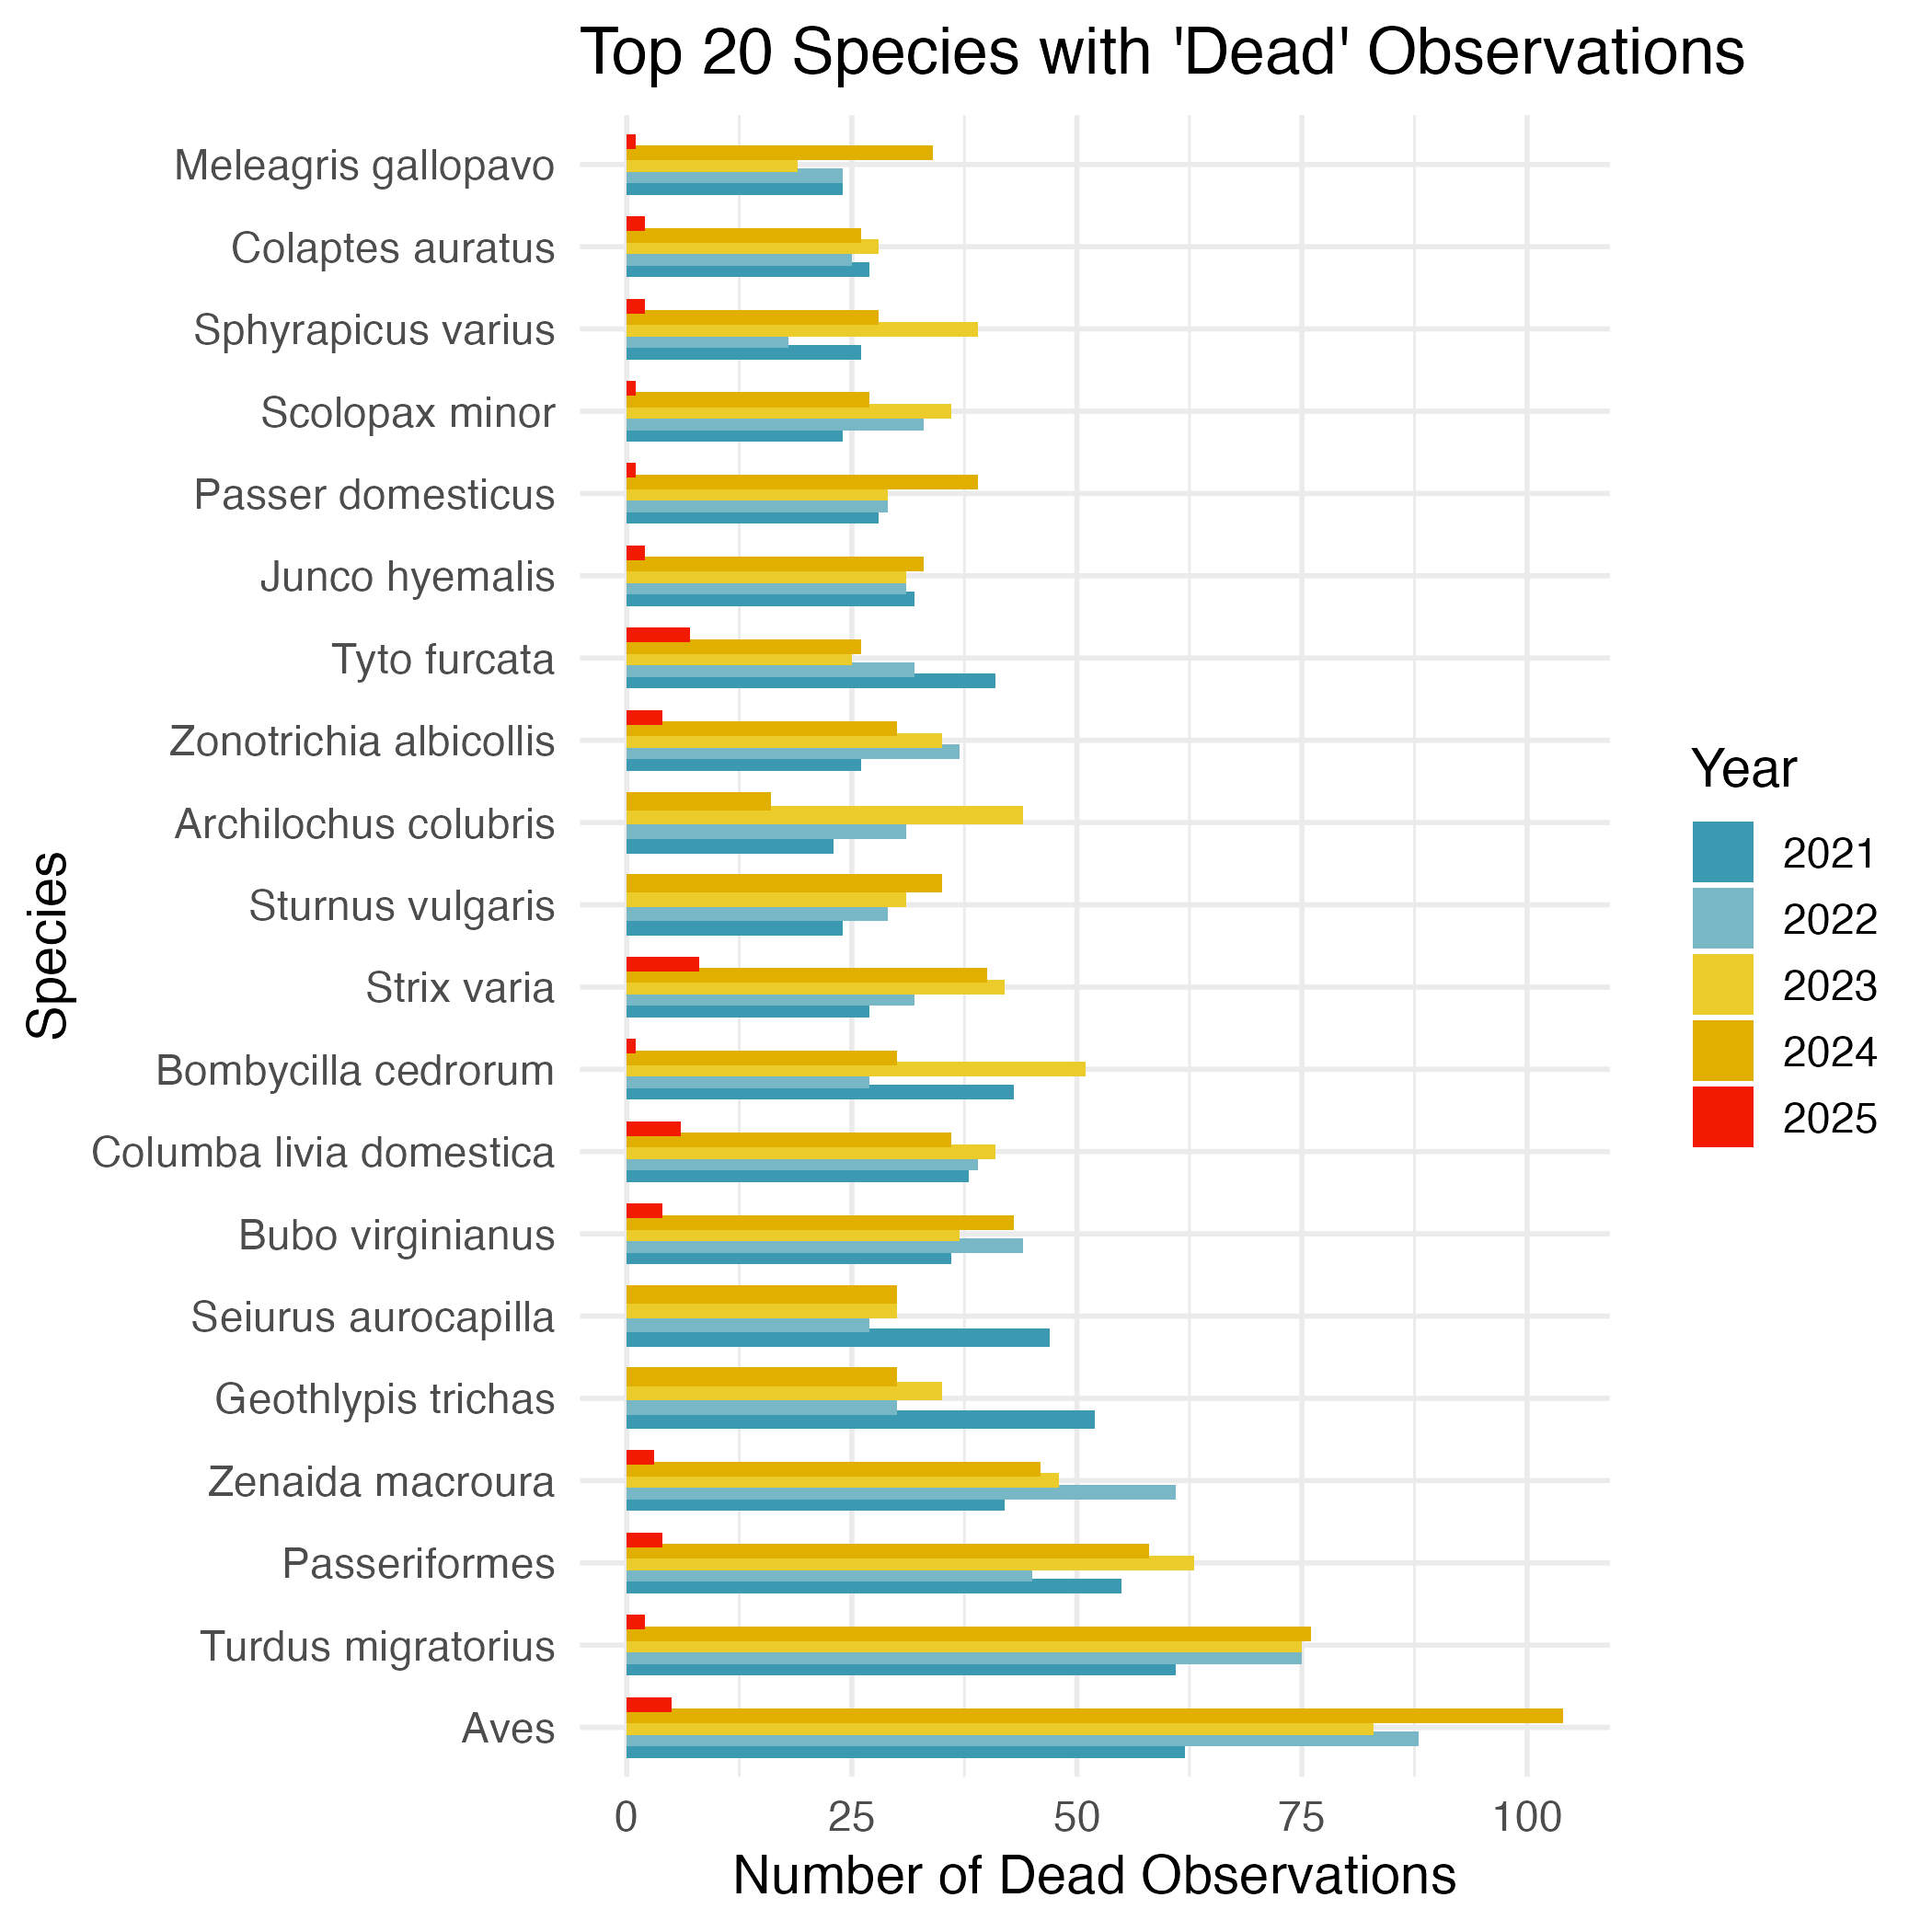 Top 20 Species with 'Dead' Observations
Meleagris gallopavo
Colaptes auratus
Sphyrapicus varius
Scolopax minor
Passer domesticus
Junco hyemalis
Tyto furcata
Zonotrichia albicollis
Archilochus colubris
Sturnus vulgaris
Strix varia
Bombycilla cedrorum
Columba livia domestica
Bubo virginianus
Seiurus aurocapilla
Geothlypis trichas
Zenaida macroura
Passeriformes
Turdus migratorius
Aves
Species
0 25 50 75 100
Number of Dead Observations
Year
2021
2022
2023
2024
2025